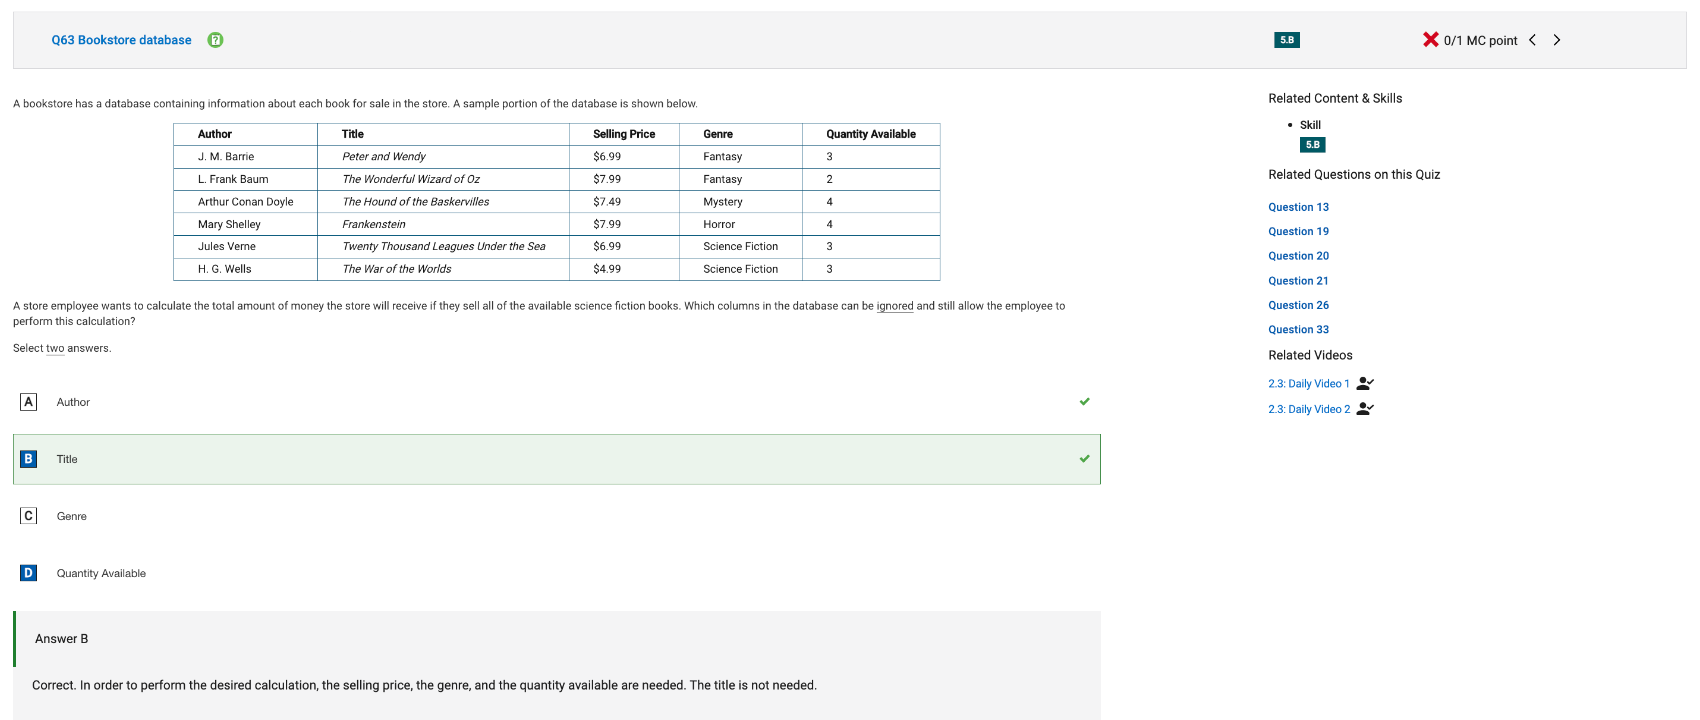 Q63 Bookstore database
5.B
0/1 MC point
A bookstore has a database containing information about each book for sale in the store. A sample portion of the database is shown below.
Author Title Selling Price Genre Quantity Available
J. M. Barrie Peter and Wendy $6.99 Fantasy 3
L. Frank Baum The Wonderful Wizard of Oz $7.99 Fantasy 2
Arthur Conan Doyle The Hound of the Baskervilles $7.49 Mystery 4
Mary Shelley Frankenstein $7.99 Horror 4
Jules Verne Twenty Thousand Leagues Under the Sea $6.99 Science Fiction 3
H. G. Wells The War of the Worlds $4.99 Science Fiction 3
A store employee wants to calculate the total amount of money the store will receive if they sell all of the available science fiction books. Which columns in the database can be ignored and still allow the employee to
perform this calculation?
Select two answers.
A Author
B Title
C Genre
D Quantity Available
Answer B
Correct. In order to perform the desired calculation, the selling price, the genre, and the quantity available are needed. The title is not needed.
Related Content & Skills
• Skill
5.B
Related Questions on this Quiz
Question 13
Question 19
Question 20
Question 21
Question 26
Question 33
Related Videos
2.3: Daily Video 1
2.3: Daily Video 2